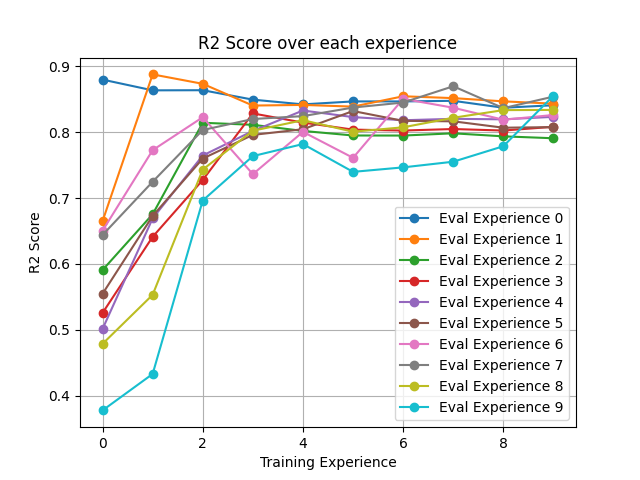 R2 Score over each experience
0.9
0.8
0.7
0.6
0.5
0.4
R2 Score
0 2 4 6 8
Training Experience
Eval Experience 0
Eval Experience 1
Eval Experience 2
Eval Experience 3
Eval Experience 4
Eval Experience 5
Eval Experience 6
Eval Experience 7
Eval Experience 8
Eval Experience 9